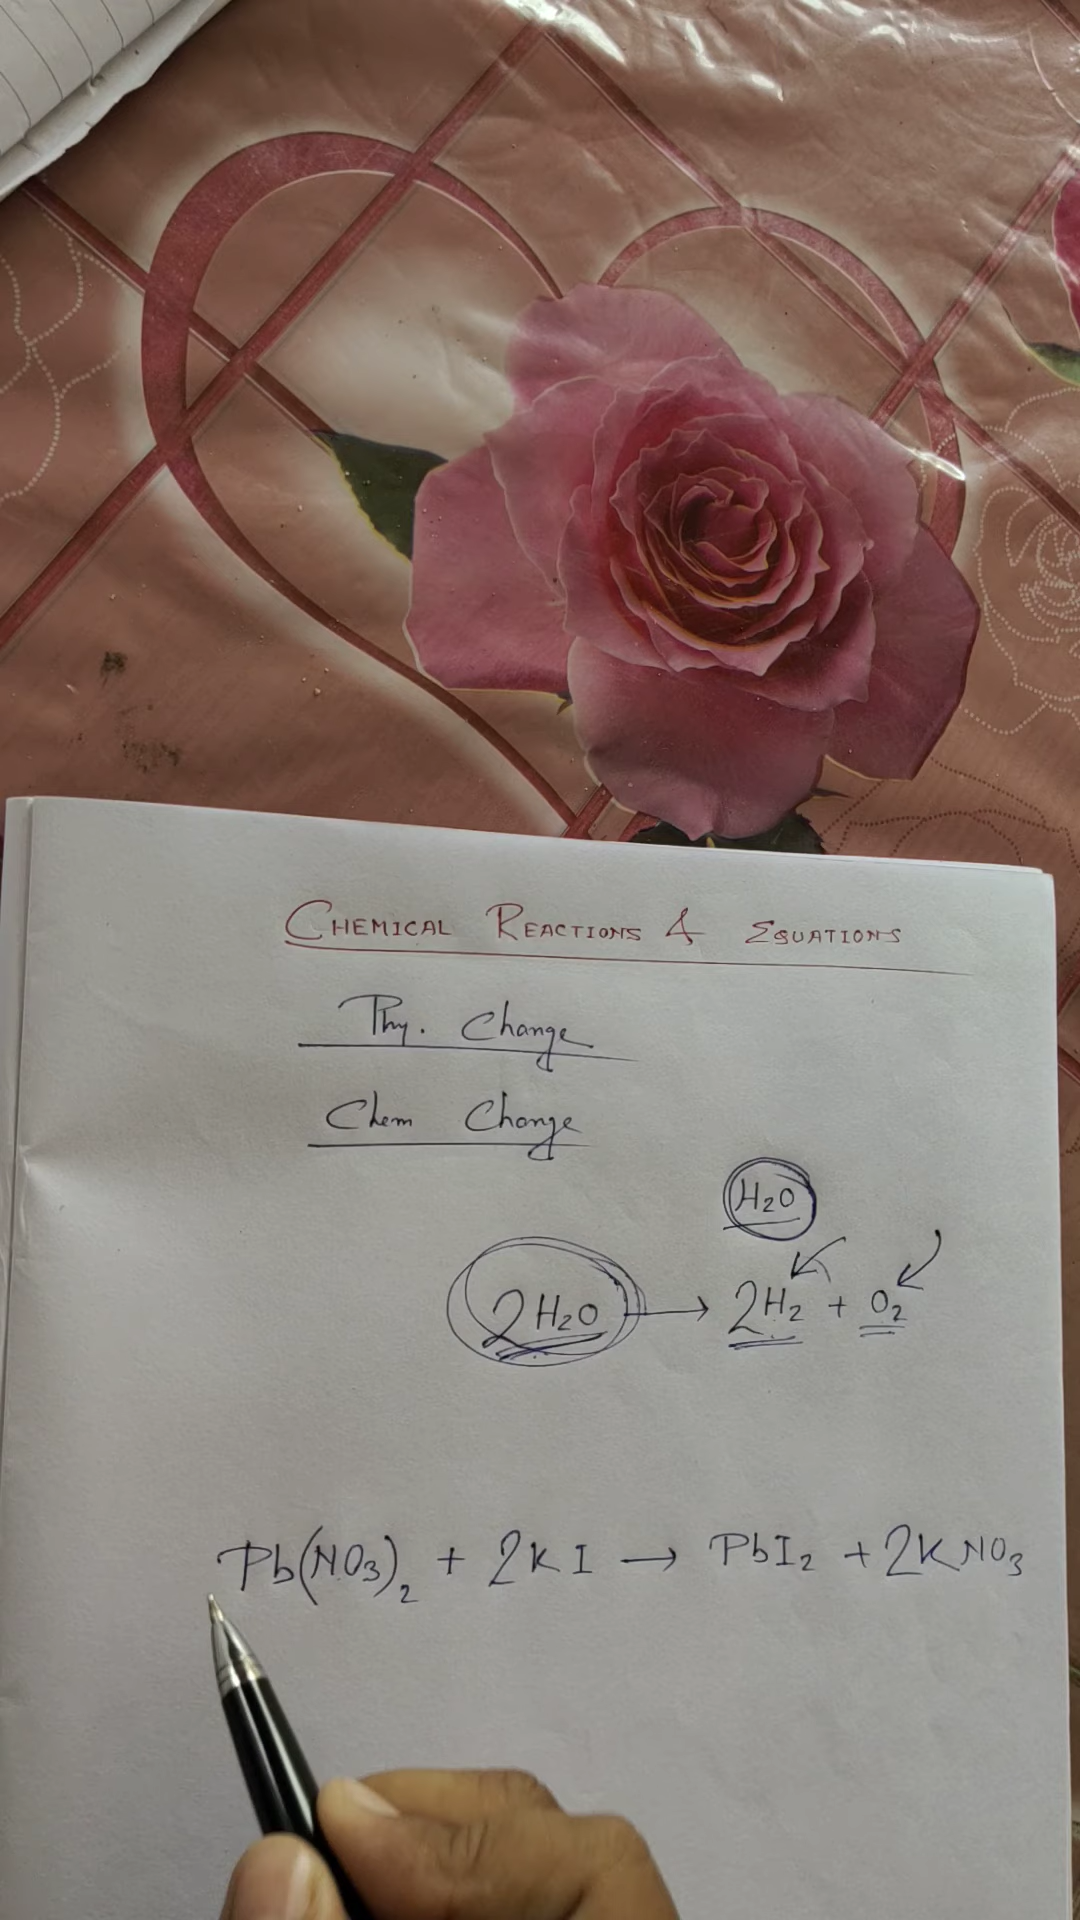 CHEMICAL REACTIONS & EQUATIONS
Phy. Change
Chem Change
H₂O
2H₂O → 2H₂ + O₂
Pb(NO₃)₂ + 2KI → PbI₂ + 2KNO₃